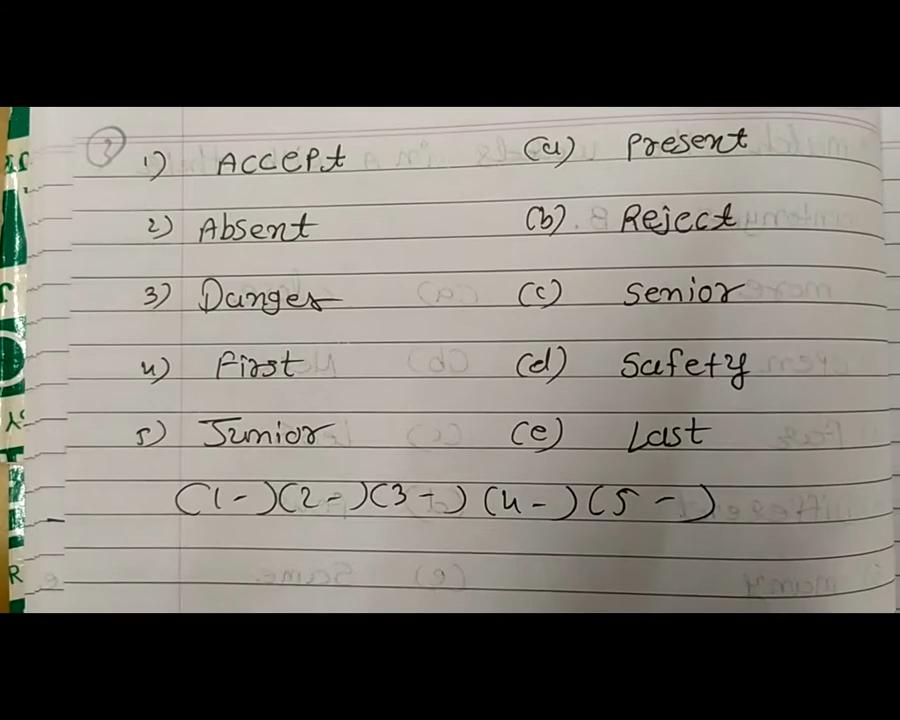 3
1) Accept (a) Present
2) Absent (b) Reject
3) Danger (c) Senior
4) First (d) Safety
5) Junior (e) Last
(1 - ) (2 - ) (3 - ) (4 - ) (5 - )